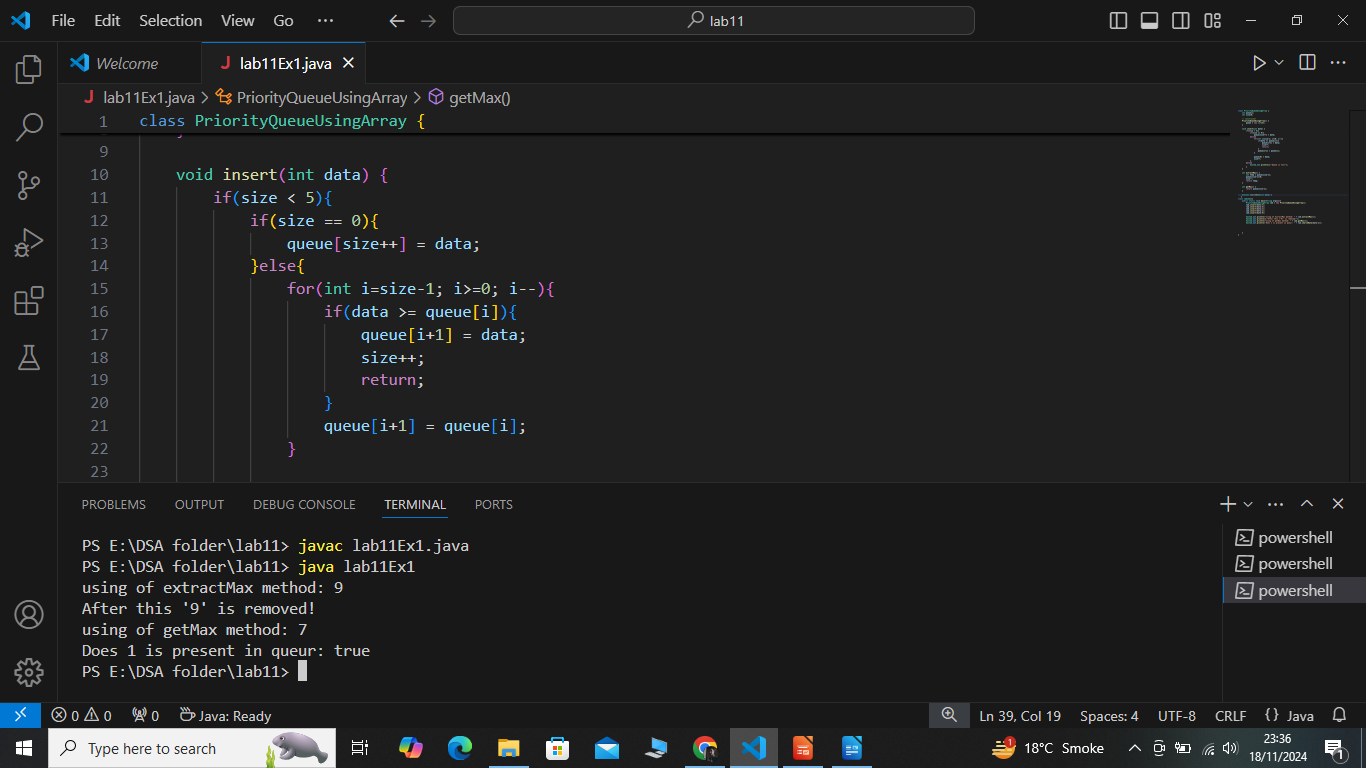 File Edit Selection View Go ··· lab11
Welcome lab11Ex1.java
lab11Ex1.java > PriorityQueueUsingArray > getMax()
1 class PriorityQueueUsingArray {
9
10 void insert(int data) {
11 if(size < 5){
12 if(size == 0){
13 queue[size++] = data;
14 }else{
15 for(int i=size-1; i>=0; i--){
16 if(data >= queue[i]){
17 queue[i+1] = data;
18 size++;
19 return;
20 }
21 queue[i+1] = queue[i];
22 }
23
PROBLEMS OUTPUT DEBUG CONSOLE TERMINAL PORTS
PS E:\DSA folder\lab11> javac lab11Ex1.java
PS E:\DSA folder\lab11> java lab11Ex1
using of extractMax method: 9
After this '9' is removed!
using of getMax method: 7
Does 1 is present in queur: true
PS E:\DSA folder\lab11>
powershell
powershell
powershell
0 0 0 Java: Ready Ln 39, Col 19 Spaces: 4 UTF-8 CRLF {} Java
Type here to search 1 18°C Smoke 23:36 1
18/11/2024